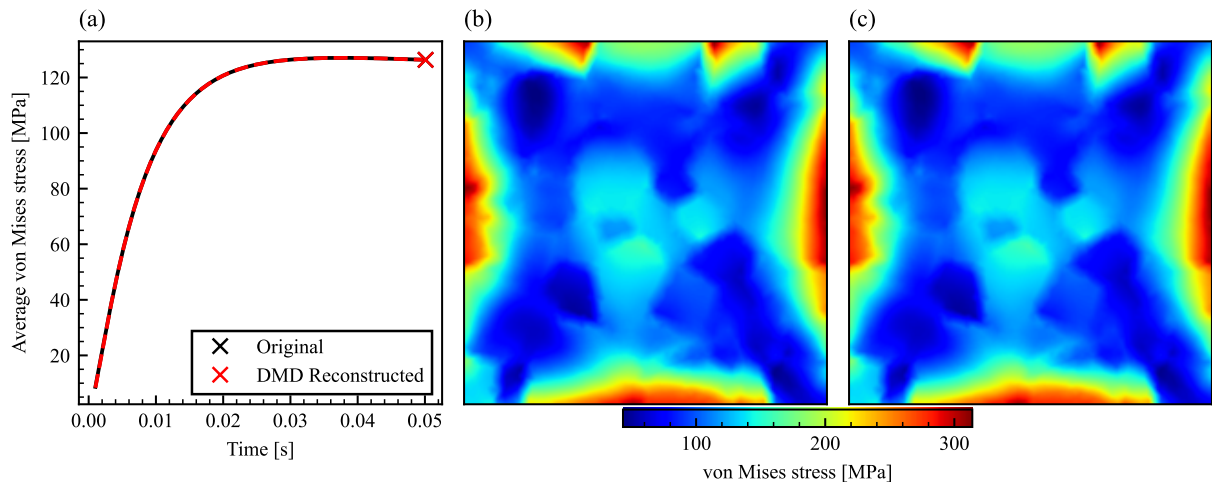 (a)
(b)
(c)
Average von Mises stress [MPa]
120
100
80
60
40
20
Original
DMD Reconstructed
0.00 0.01 0.02 0.03 0.04 0.05
Time [s]
100 200 300
von Mises stress [MPa]